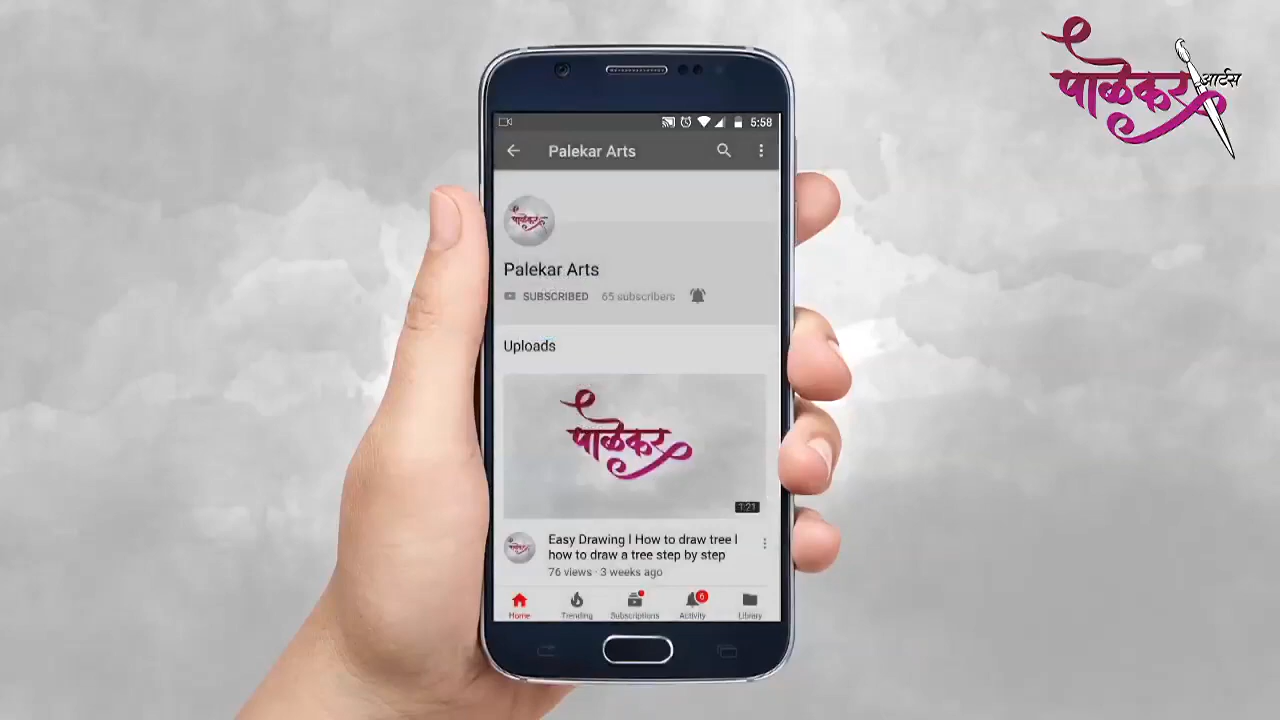 पाळेकर आर्टस
5:58
Palekar Arts
पाळेकर
Palekar Arts
SUBSCRIBED 65 subscribers
Uploads
पाळेकर
1:21
पाळेकर
Easy Drawing l How to draw tree l
how to draw a tree step by step
76 views · 3 weeks ago
6
Home Trending Subscriptions Activity Library